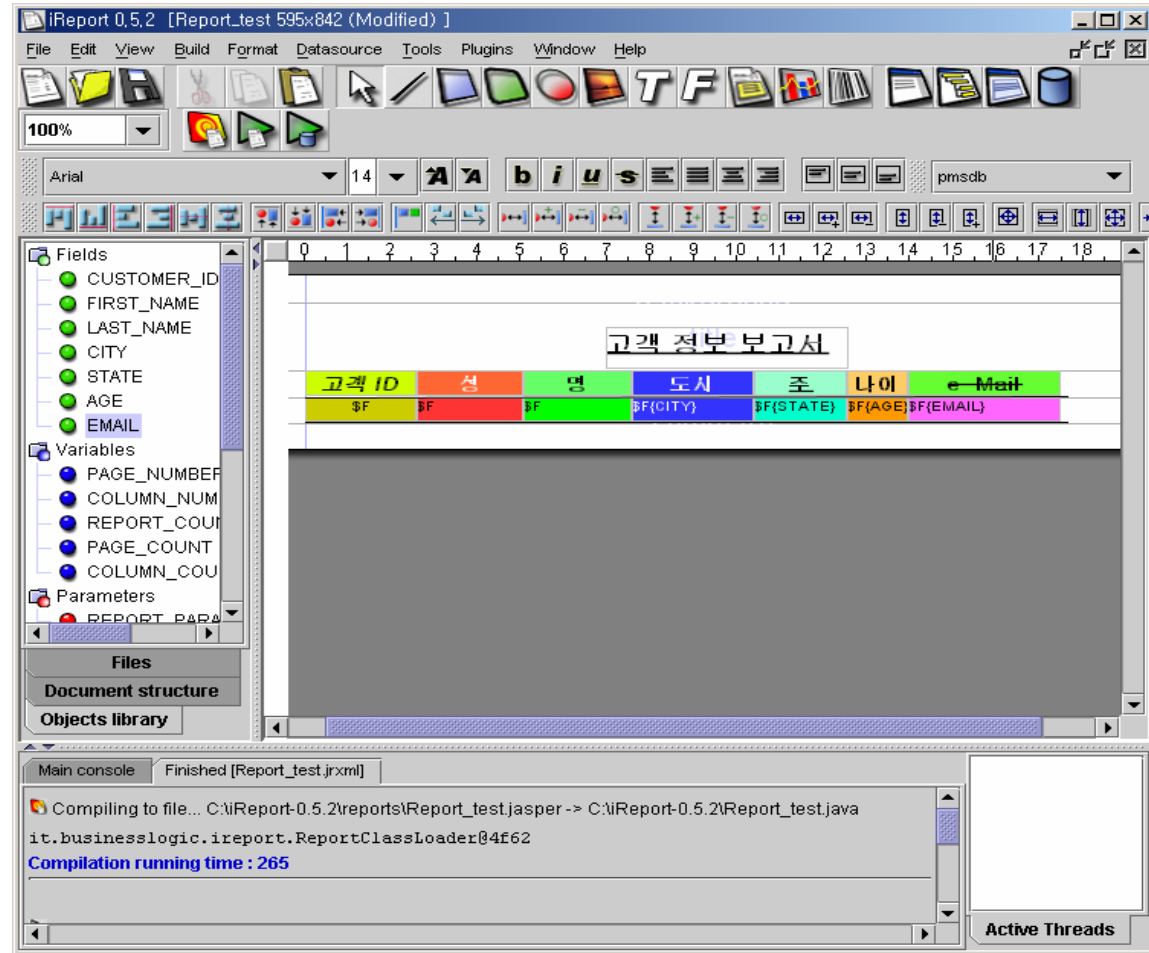 iReport 0.5.2 [Report_test 595x842 (Modified) ]
File Edit View Build Format Datasource Tools Plugins Window Help
100%
Arial 14 b i u s pmsdb
Fields
CUSTOMER_ID
FIRST_NAME
LAST_NAME
CITY
STATE
AGE
EMAIL
Variables
PAGE_NUMBER
COLUMN_NUM
REPORT_COUN
PAGE_COUNT
COLUMN_COU
Parameters
REPORT_PARA
Files
Document structure
Objects library
0 1 2 3 4 5 6 7 8 9 10 11 12 13 14 15 16 17 18
고객 정보 보고서
고객 ID 성 명 도시 주 나이 e-Mail
$F $F $F $F{CITY} $F{STATE} $F{AGE} $F{EMAIL}
Main console Finished [Report_test.jrxml]
Compiling to file... C:\iReport-0.5.2\reports\Report_test.jasper -> C:\iReport-0.5.2\Report_test.java
it.businesslogic.ireport.ReportClassLoader@4f62
Compilation running time : 265
Active Threads